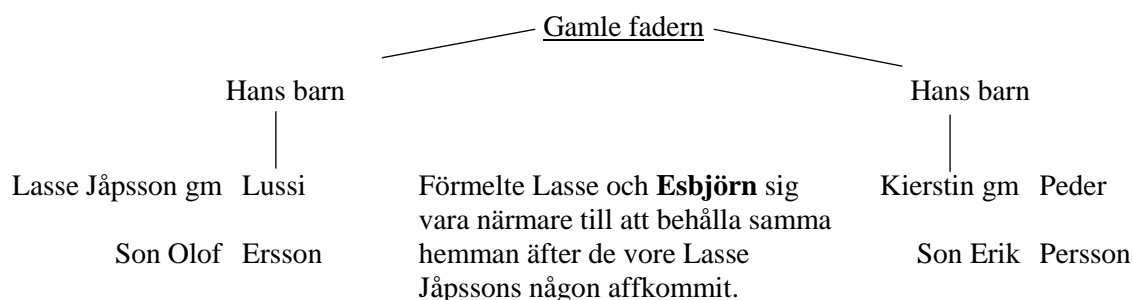 Gamle fadern
Hans barn Hans barn
Lasse Jåpsson gm Lussi Förmelte Lasse och Esbjörn sig Kierstin gm Peder
vara närmare till att behålla samma
Son Olof Ersson hemman äfter de vore Lasse Son Erik Persson
Jåpssons någon affkommit.